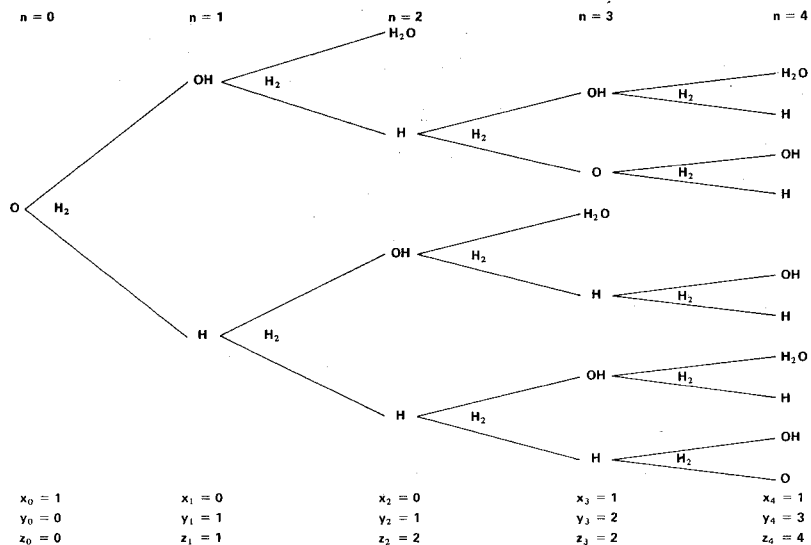 n = 0 n = 1 n = 2 n = 3 n = 4
H₂O
H₂O
OH H₂
OH H₂
H
H H₂
OH
O H₂
H
O H₂
H₂O
OH H₂
OH
H H₂
H
H H₂
H₂O
OH H₂
H
H H₂
OH
H H₂
O
x₀ = 1 x₁ = 0 x₂ = 0 x₃ = 1 x₄ = 1
y₀ = 0 y₁ = 1 y₂ = 1 y₃ = 2 y₄ = 3
z₀ = 0 z₁ = 1 z₂ = 2 z₃ = 2 z₄ = 4